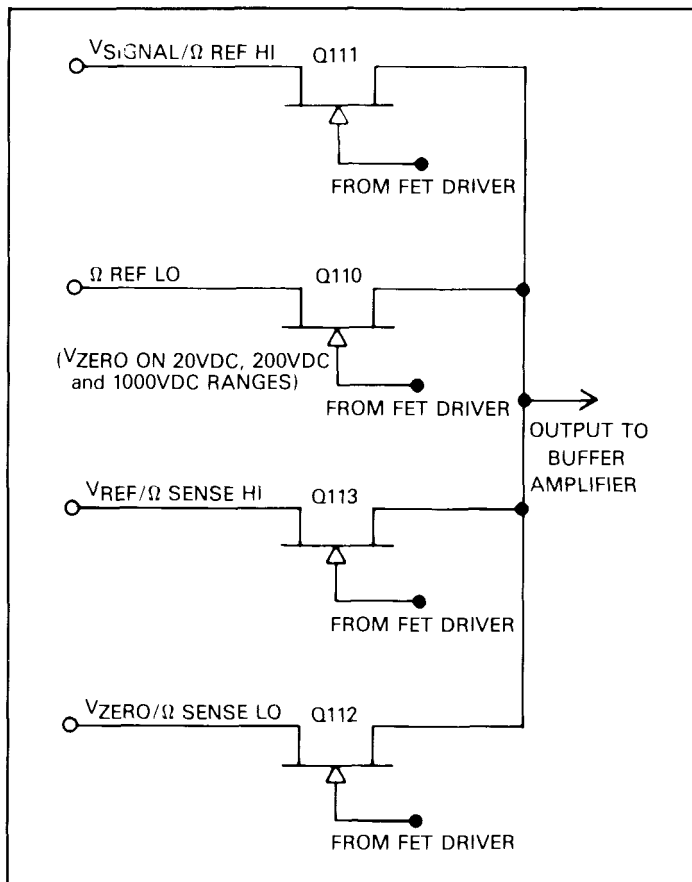 VSIGNAL/Ω REF HI
Q111
FROM FET DRIVER
Ω REF LO
Q110
(VZERO ON 20VDC, 200VDC
and 1000VDC RANGES)
FROM FET DRIVER
OUTPUT TO
BUFFER
AMPLIFIER
VREF/Ω SENSE HI
Q113
FROM FET DRIVER
VZERO/Ω SENSE LO
Q112
FROM FET DRIVER